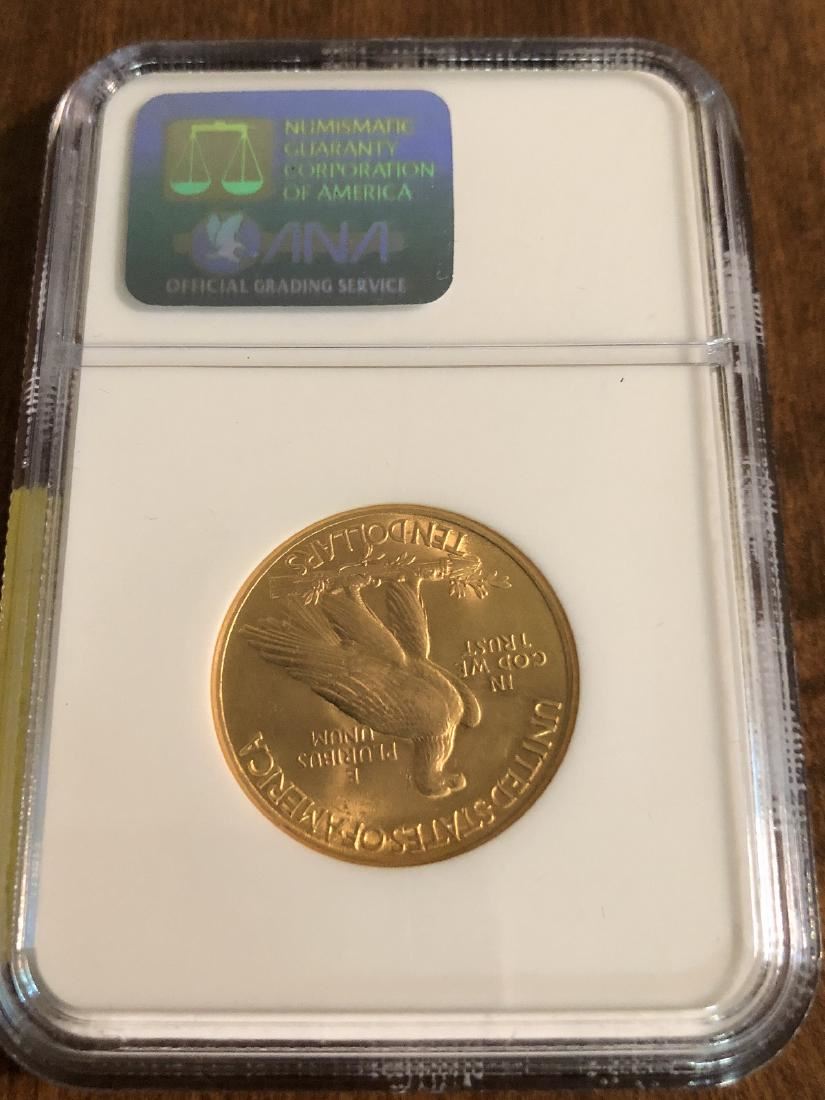 NUMISMATIC
GUARANTY
CORPORATION
OF AMERICA
ANA
OFFICIAL GRADING SERVICE
TEN·DOLLARS
IN
GOD WE
TRUST
E
PLURIBUS
UNUM
UNITED·STATES·OF·AMERICA